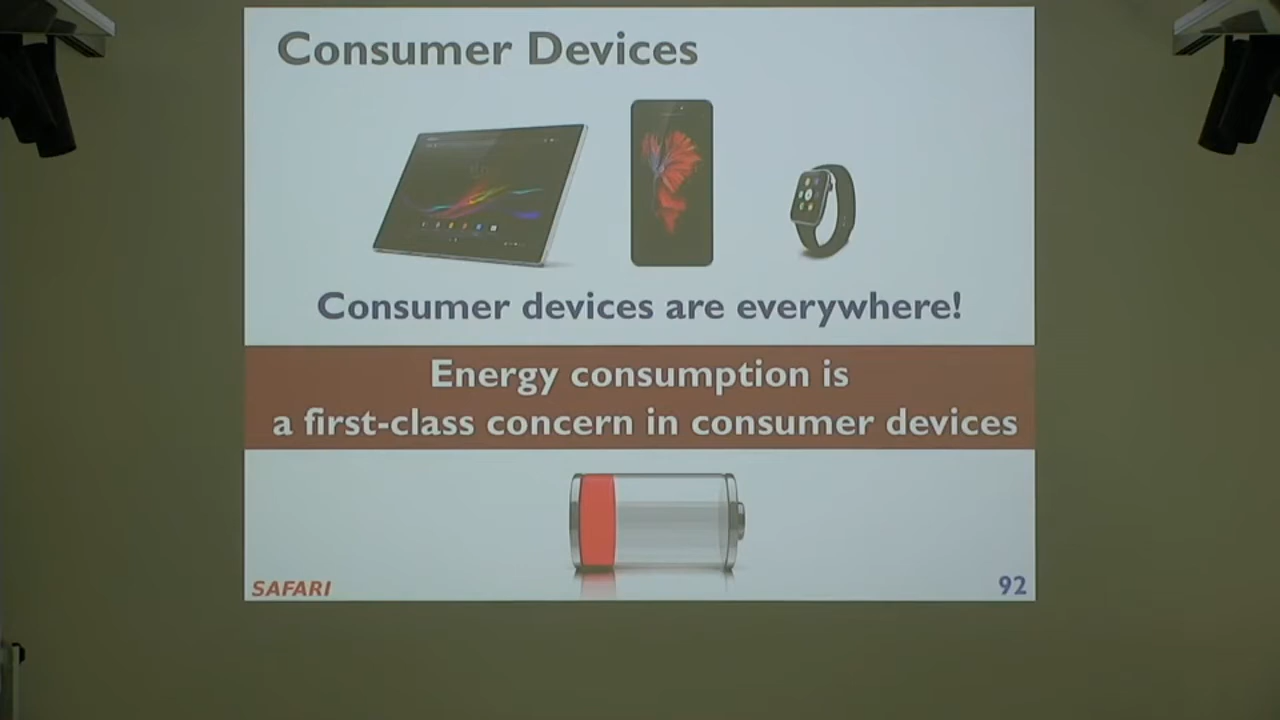 Consumer Devices
Consumer devices are everywhere!
Energy consumption is
a first-class concern in consumer devices
SAFARI
92